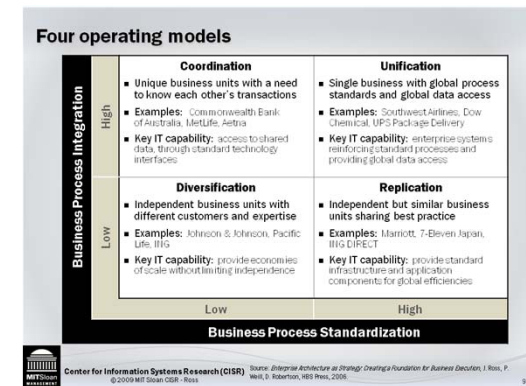 Four operating models
Business Process Integration
High
Low
Coordination
■ Unique business units with a need
to know each other's transactions
■ Examples: Commonwealth Bank
of Australia, MetLife, Aetna
■ Key IT capability: access to shared
data, through standard technology
interfaces
Unification
■ Single business with global process
standards and global data access
■ Examples: Southwest Airlines, Dow
Chemical, UPS Package Delivery
■ Key IT capability: enterprise systems
reinforcing standard processes and
providing global data access
Diversification
■ Independent business units with
different customers and expertise
■ Examples: Johnson & Johnson, Pacific
Life, ING
■ Key IT capability: provide economies
of scale without limiting independence
Replication
■ Independent but similar business
units sharing best practice
■ Examples: Marriott, 7-Eleven Japan,
ING DIRECT
■ Key IT capability: provide standard
infrastructure and application
components for global efficiencies
Low
High
Business Process Standardization
MITSloan
MANAGEMENT
Center for Information Systems Research (CISR)
© 2009 MIT Sloan CISR - Ross
Source: Enterprise Architecture as Strategy: Creating a Foundation for Business Execution, J. Ross, P.
Weill, D. Robertson, HBS Press, 2006.